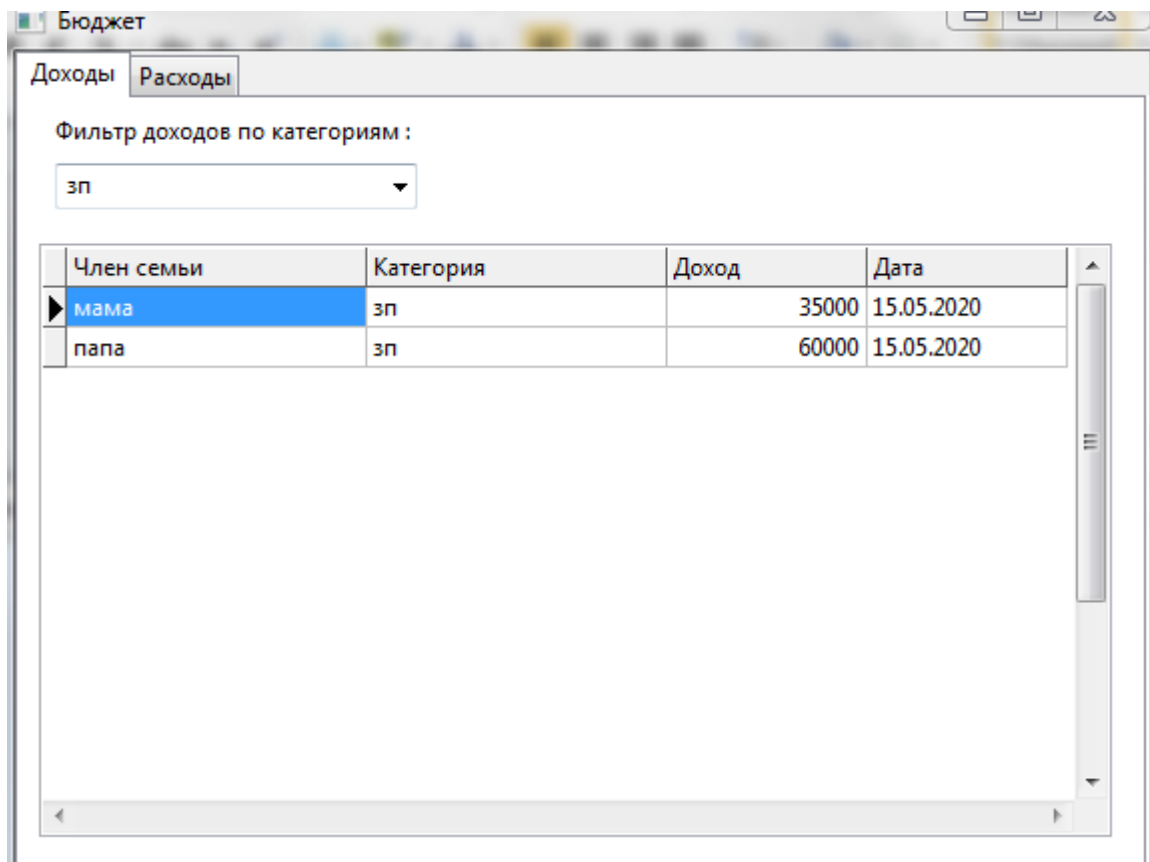 Бюджет
Доходы Расходы
Фильтр доходов по категориям :
зп
Член семьи Категория Доход Дата
мама зп 35000 15.05.2020
папа зп 60000 15.05.2020